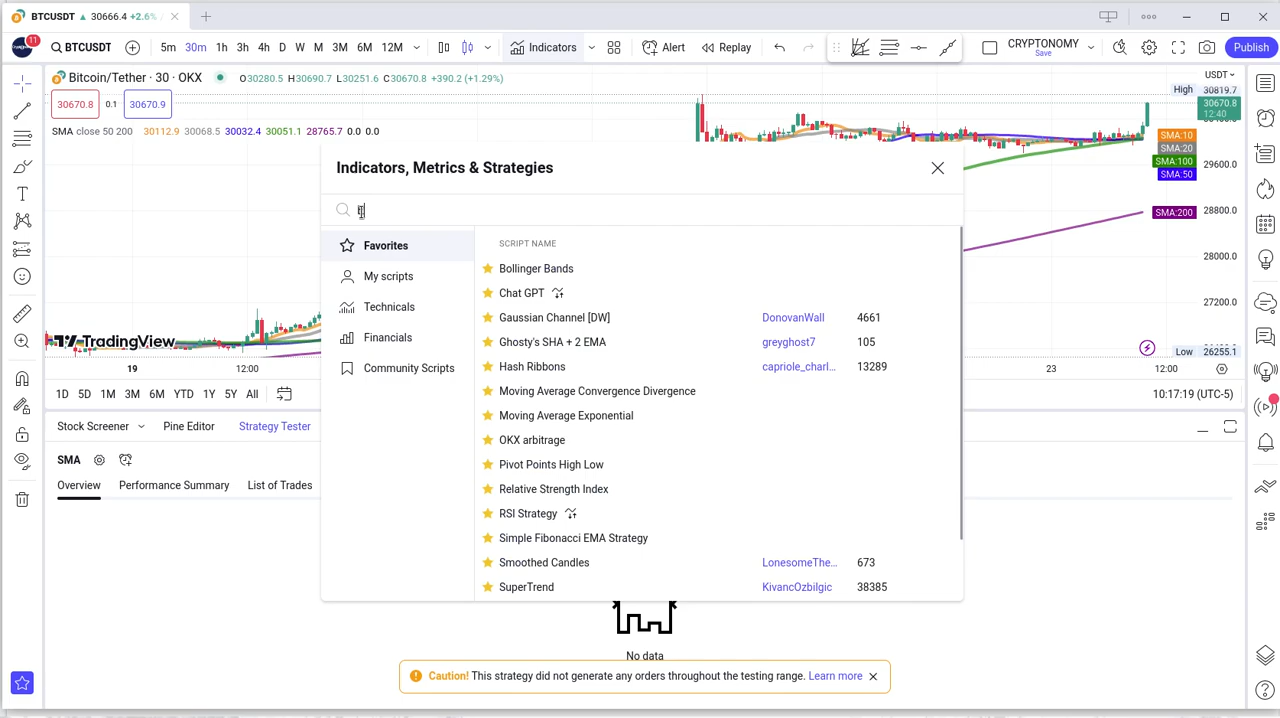 BTCUSDT ▲ 30666.4 +2.6%
11
BTCUSDT 5m 30m 1h 3h 4h D W M 3M 6M 12M Indicators Alert Replay CRYPTONOMY Save Publish
Bitcoin/Tether · 30 · OKX O30280.5 H30690.7 L30251.6 C30670.8 +390.2 (+1.29%)
USDT
High 30819.7
30670.8 0.1 30670.9
30670.8
12:40
SMA close 50 200 30112.9 30068.5 30032.4 30051.1 28765.7 0.0 0.0
SMA:10
SMA:20
SMA:100
29600.0
SMA:50
SMA:200
28800.0
28000.0
27200.0
Low 26255.1
Indicators, Metrics & Strategies
Favorites
My scripts
Technicals
Financials
Community Scripts
SCRIPT NAME
Bollinger Bands
Chat GPT
Gaussian Channel [DW] DonovanWall 4661
Ghosty's SHA + 2 EMA greyghost7 105
Hash Ribbons capriole_charl... 13289
Moving Average Convergence Divergence
Moving Average Exponential
OKX arbitrage
Pivot Points High Low
Relative Strength Index
RSI Strategy
Simple Fibonacci EMA Strategy
Smoothed Candles LonesomeThe... 673
SuperTrend KivancOzbilgic 38385
TradingView
19 12:00 23 12:00
1D 5D 1M 3M 6M YTD 1Y 5Y All 10:17:19 (UTC-5)
Stock Screener Pine Editor Strategy Tester
SMA
Overview Performance Summary List of Trades
No data
Caution! This strategy did not generate any orders throughout the testing range. Learn more